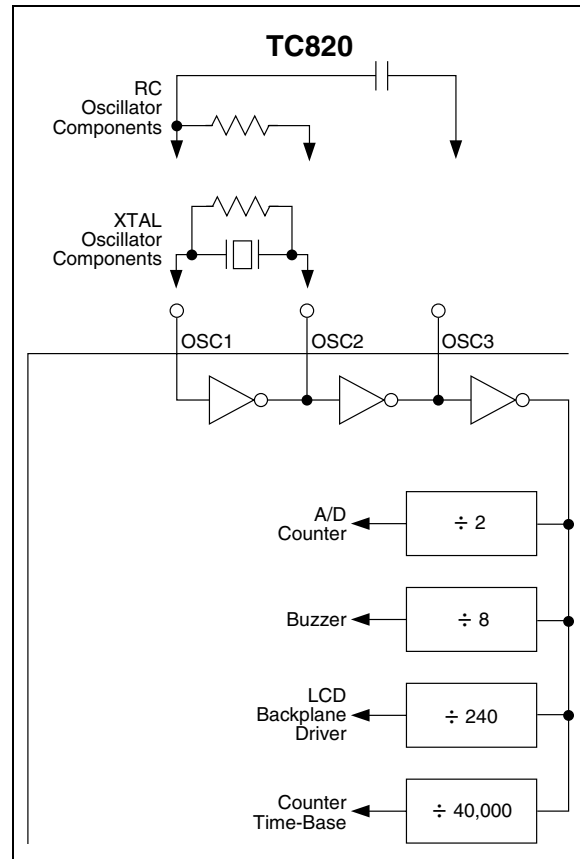 TC820
RC
Oscillator
Components
XTAL
Oscillator
Components
OSC1
OSC2
OSC3
A/D
Counter
÷ 2
Buzzer
÷ 8
LCD
Backplane
Driver
÷ 240
Counter
Time-Base
÷ 40,000